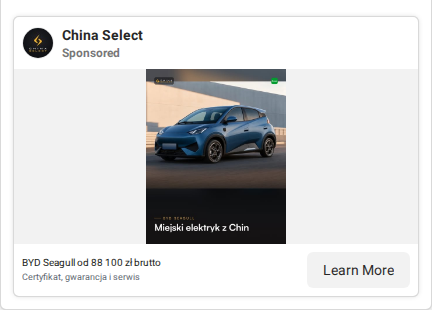 China Select
Sponsored
BYD SEAGULL
Miejski elektryk z Chin
BYD Seagull od 88 100 zł brutto
Certyfikat, gwarancja i serwis
Learn More